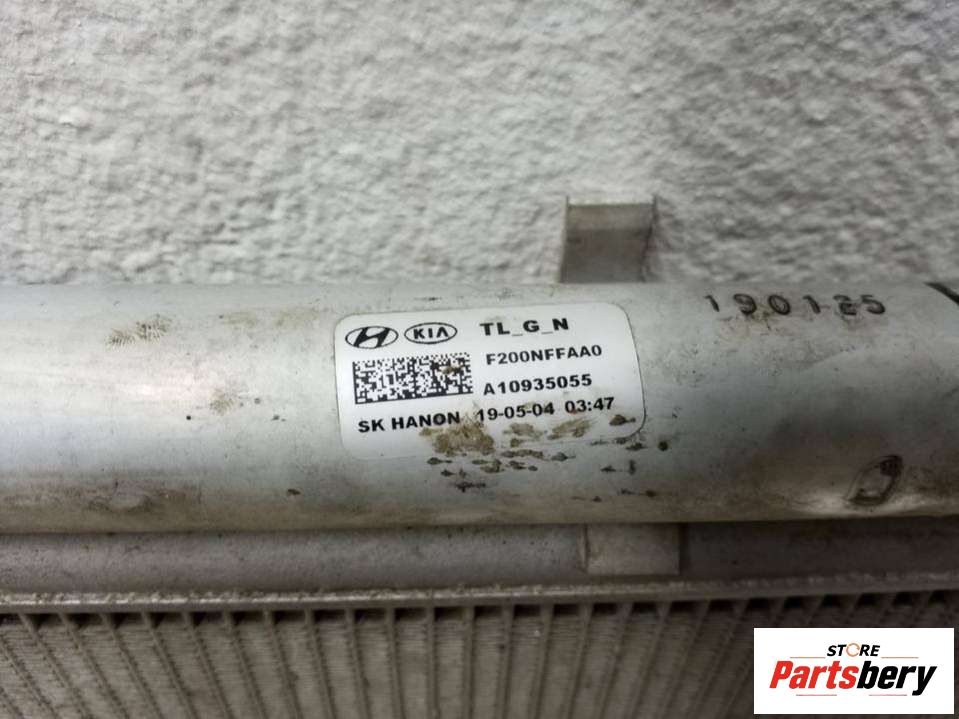 190125
KIA TL_G_N
F200NFFAA0
A10935055
SK HANON 19-05-04 03:47
STORE
Partsbery